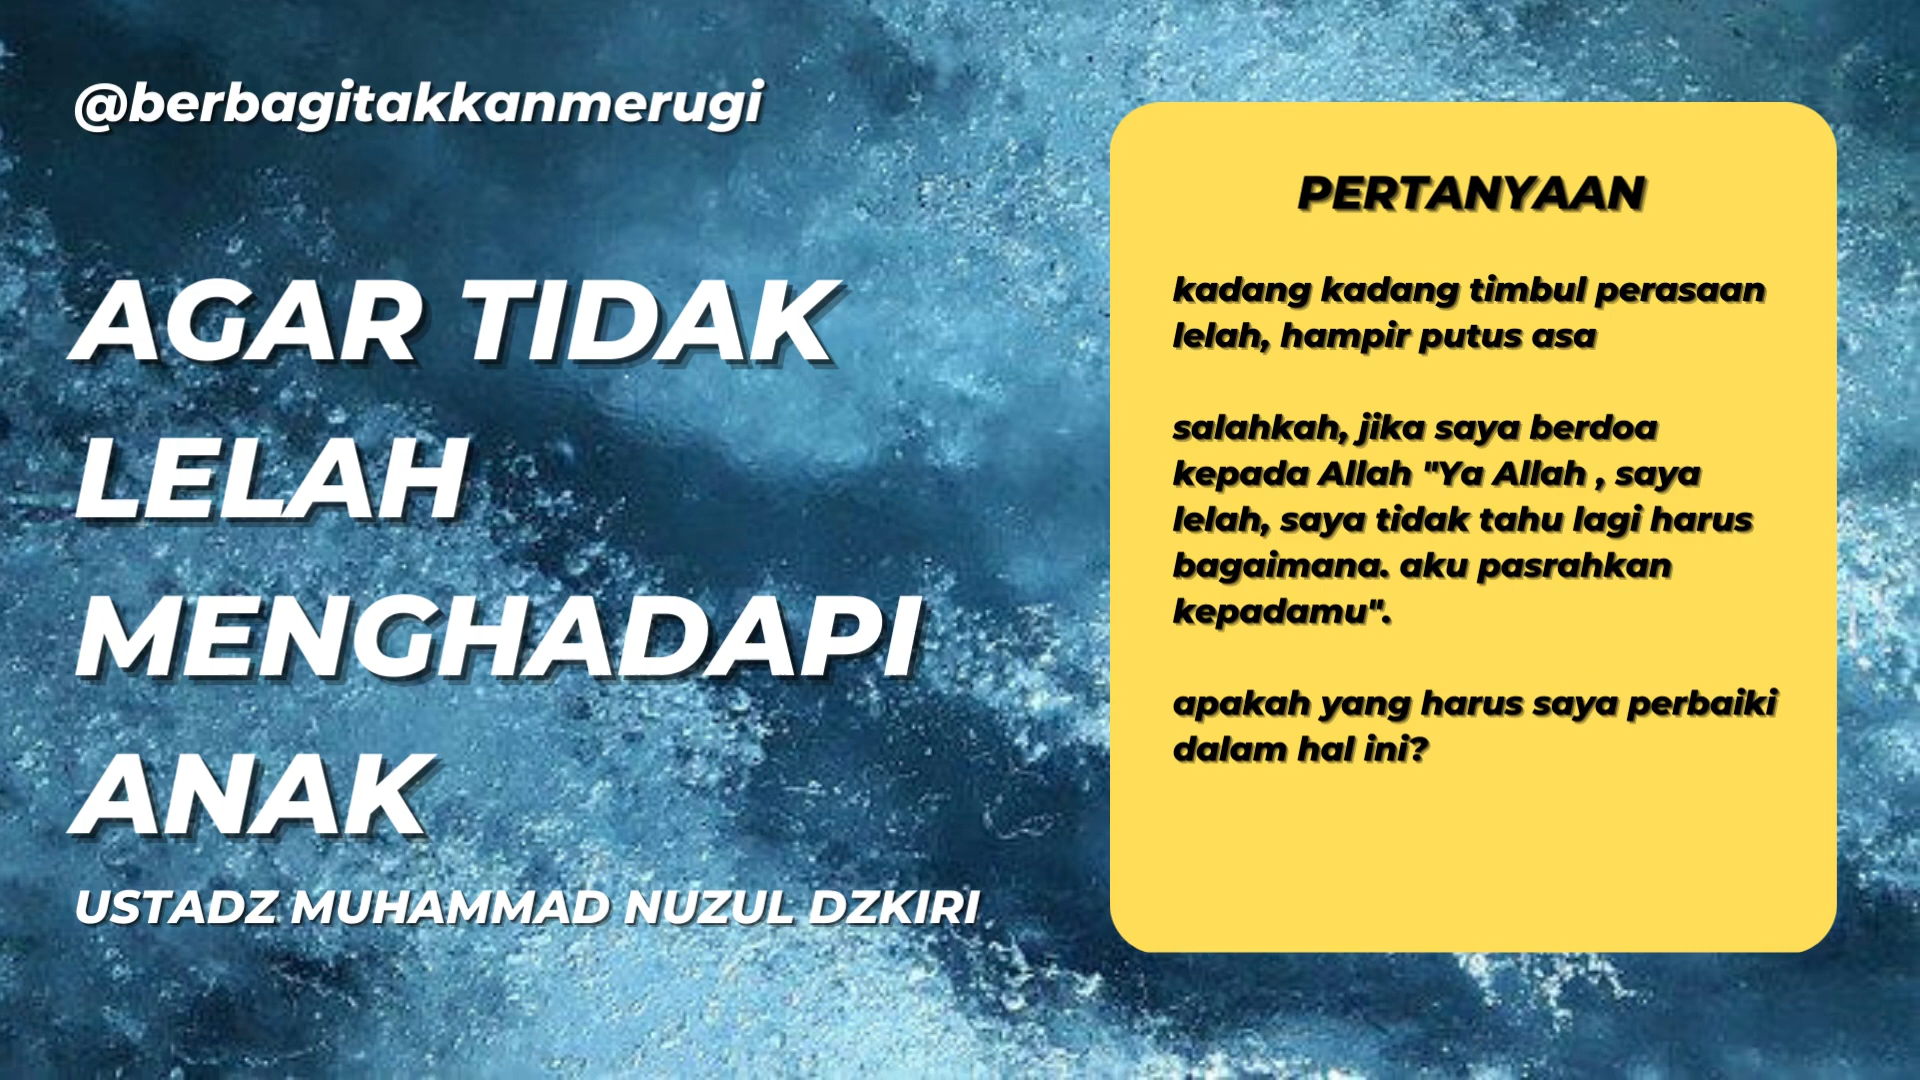 @berbagitakkanmerugi
AGAR TIDAK
LELAH
MENGHADAPI
ANAK
USTADZ MUHAMMAD NUZUL DZKIRI
PERTANYAAN
kadang kadang timbul perasaan
lelah, hampir putus asa
salahkah, jika saya berdoa
kepada Allah "Ya Allah , saya
lelah, saya tidak tahu lagi harus
bagaimana. aku pasrahkan
kepadamu".
apakah yang harus saya perbaiki
dalam hal ini?